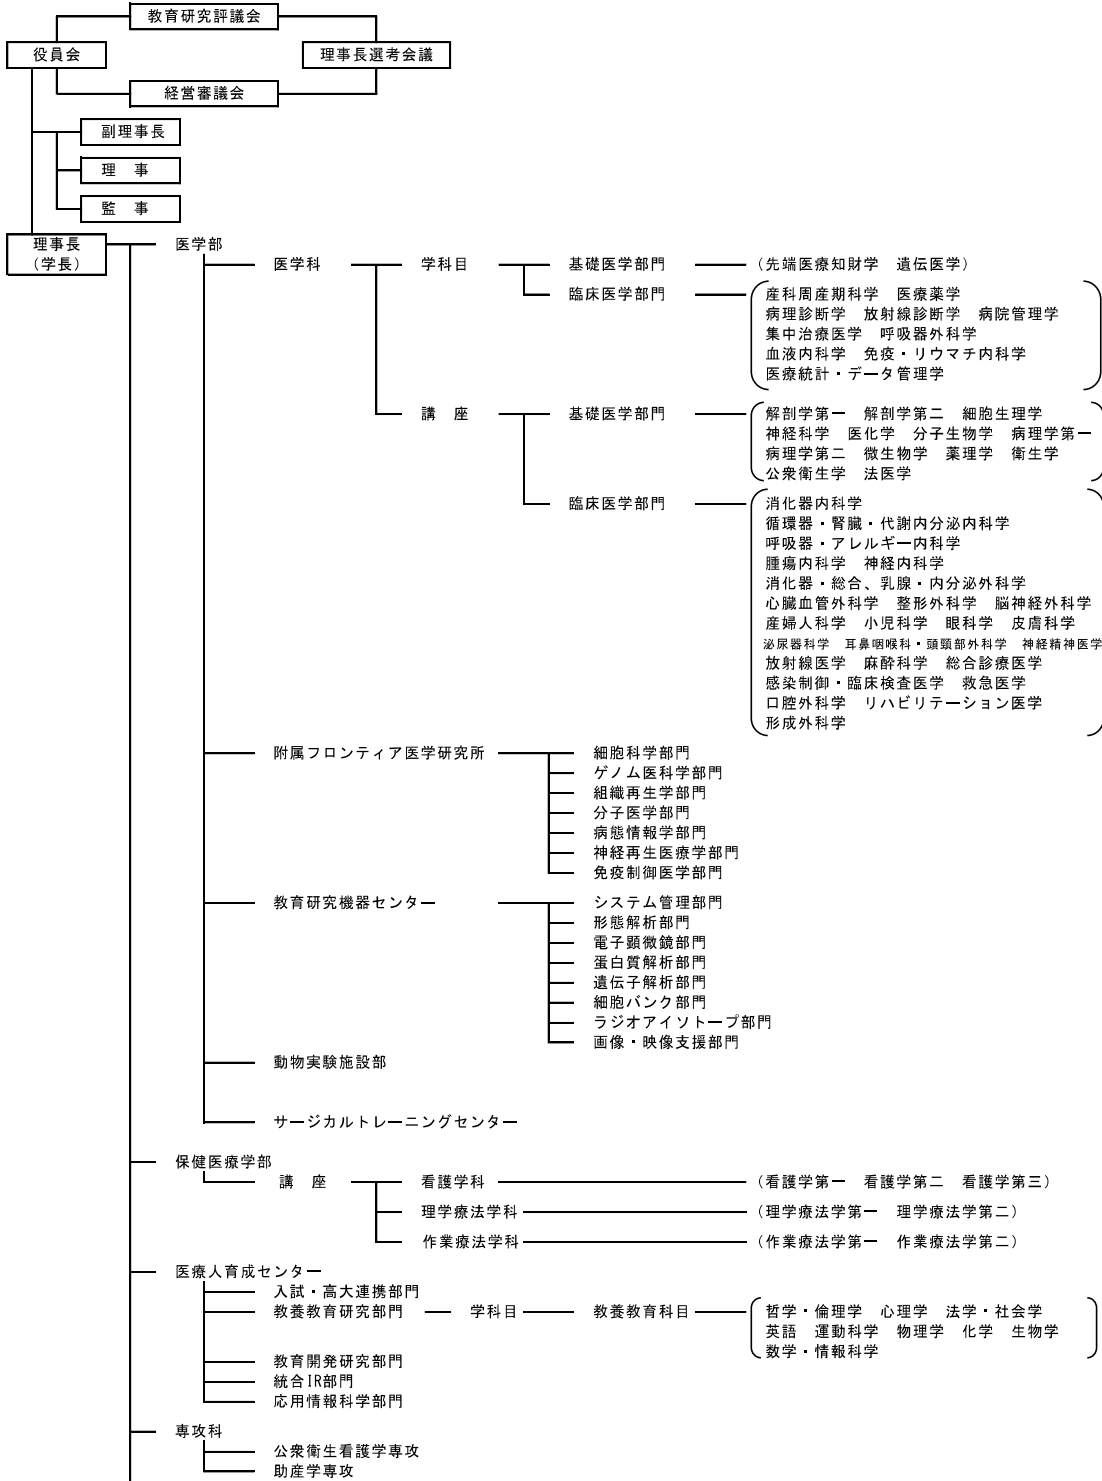 教育研究評議会
役員会
理事長選考会議
経営審議会
副理事長
理　事
監　事
理事長
（学長）
医学部
医学科　学科目　基礎医学部門　（先端医療知財学　遺伝医学）
臨床医学部門　産科周産期科学　医療薬学
病理診断学　放射線診断学　病院管理学
集中治療医学　呼吸器外科学
血液内科学　免疫・リウマチ内科学
医療統計・データ管理学
講　座　基礎医学部門　解剖学第一　解剖学第二　細胞生理学
神経科学　医化学　分子生物学　病理学第一
病理学第二　微生物学　薬理学　衛生学
公衆衛生学　法医学
臨床医学部門　消化器内科学
循環器・腎臓・代謝内分泌内科学
呼吸器・アレルギー内科学
腫瘍内科学　神経内科学
消化器・総合、乳腺・内分泌外科学
心臓血管外科学　整形外科学　脳神経外科学
産婦人科学　小児科学　眼科学　皮膚科学
泌尿器科学　耳鼻咽喉科・頭頸部外科学　神経精神医学
放射線医学　麻酔科学　総合診療医学
感染制御・臨床検査医学　救急医学
口腔外科学　リハビリテーション医学
形成外科学
附属フロンティア医学研究所　細胞科学部門
ゲノム医科学部門
組織再生学部門
分子医学部門
病態情報学部門
神経再生医療学部門
免疫制御医学部門
教育研究機器センター　システム管理部門
形態解析部門
電子顕微鏡部門
蛋白質解析部門
遺伝子解析部門
細胞バンク部門
ラジオアイソトープ部門
画像・映像支援部門
動物実験施設部
サージカルトレーニングセンター
保健医療学部
講　座　看護学科　（看護学第一　看護学第二　看護学第三）
理学療法学科　（理学療法学第一　理学療法学第二）
作業療法学科　（作業療法学第一　作業療法学第二）
医療人育成センター
入試・高大連携部門
教養教育研究部門　学科目　教養教育科目　哲学・倫理学　心理学　法学・社会学
英語　運動科学　物理学　化学　生物学
数学・情報科学
教育開発研究部門
統合IR部門
応用情報科学部門
専攻科
公衆衛生看護学専攻
助産学専攻